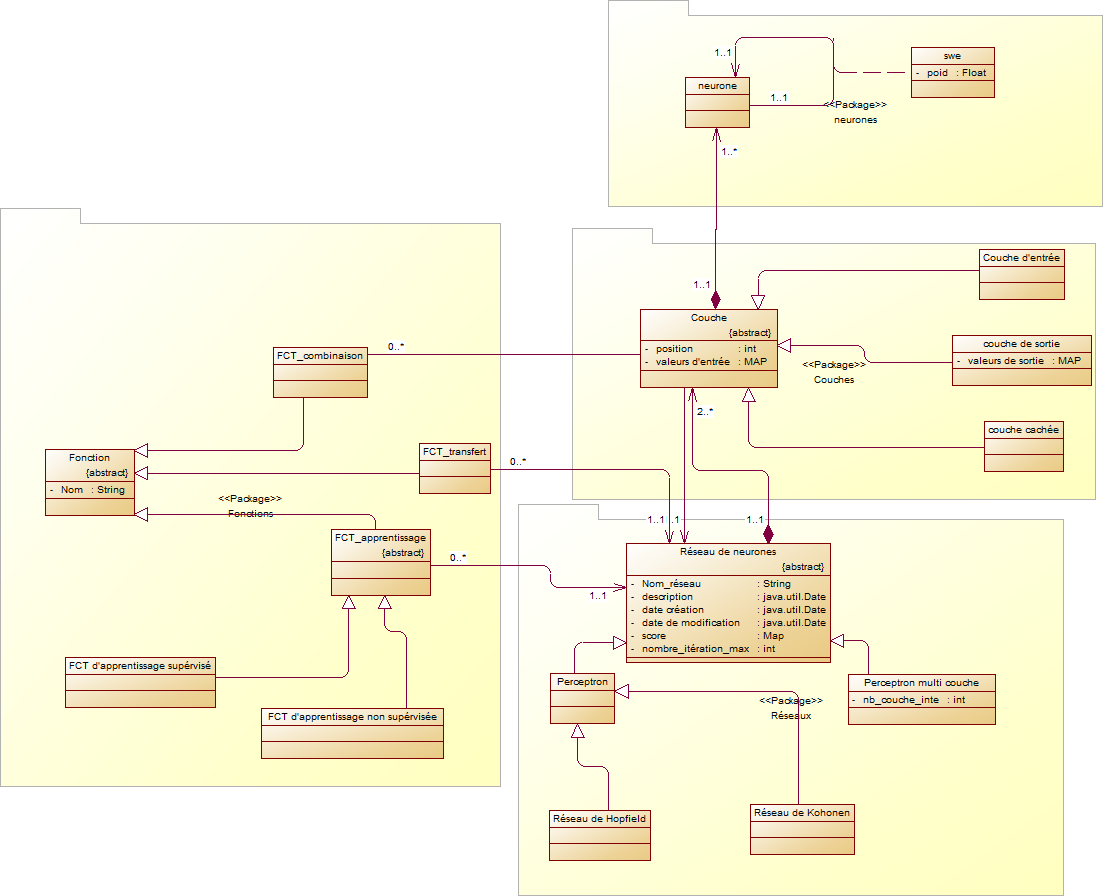 1..1
swe
- poid : Float
neurone
1..1
<<Package>>
neurones
1..*
Couche d'entrée
1..1
Couche
{abstract}
- position : int
- valeurs d'entrée : MAP
couche de sortie
- valeurs de sortie : MAP
<<Package>>
Couches
0..*
FCT_combinaison
2..*
couche cachée
Fonction
{abstract}
- Nom : String
FCT_transfert
0..*
<<Package>>
Fonctions
1..1
.1
1..1
FCT_apprentissage
{abstract}
0..*
1..1
Réseau de neurones
{abstract}
- Nom_réseau : String
- description : java.util.Date
- date création : java.util.Date
- date de modification : java.util.Date
- score : Map
- nombre_itération_max : int
FCT d'apprentissage supérvisé
FCT d'apprentissage non supérvisée
Perceptron
Perceptron multi couche
- nb_couche_inte : int
<<Package>>
Réseaux
Réseau de Hopfield
Réseau de Kohonen